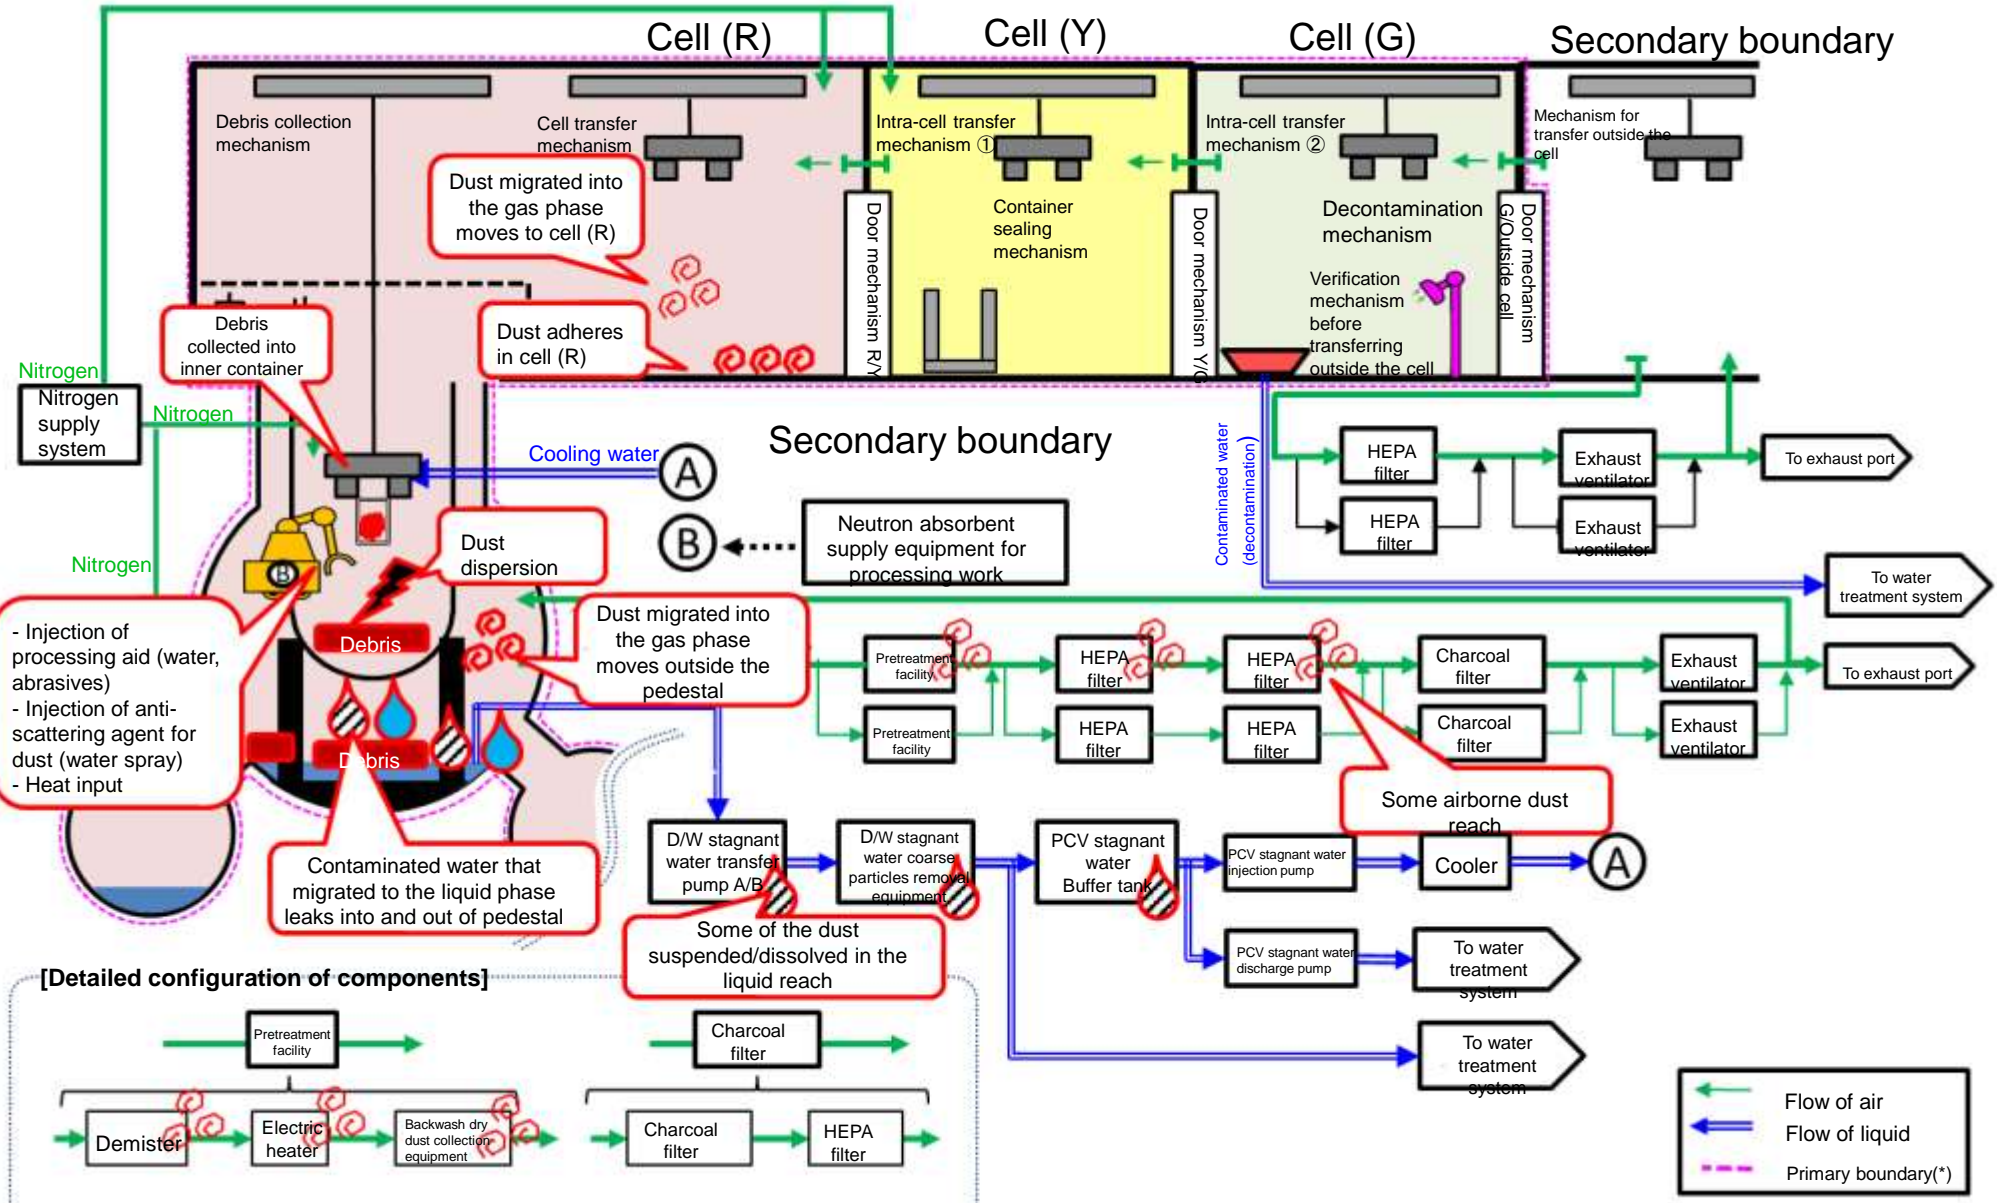 Cell (R)
Cell (Y)
Cell (G)
Secondary boundary
Debris collection
mechanism
Cell transfer
mechanism
Intra-cell transfer
mechanism ①
Intra-cell transfer
mechanism ②
Mechanism for
transfer outside the
cell
Dust migrated into
the gas phase
moves to cell (R)
Container
sealing
mechanism
Decontamination
mechanism
Door mechanism R/Y
Door mechanism Y/G
Door mechanism
G/Outside cell
Verification
mechanism
before
transferring
outside the cell
Debris
collected into
inner container
Dust adheres
in cell (R)
Nitrogen
Nitrogen
supply
system
Nitrogen
Nitrogen
Cooling water
A
Secondary boundary
Contaminated water
(decontamination)
HEPA
filter
Exhaust
ventilator
To exhaust port
HEPA
filter
Exhaust
ventilator
B
Neutron absorbent
supply equipment for
processing work
Dust
dispersion
B
To water
treatment system
- Injection of
processing aid (water,
abrasives)
- Injection of anti-
scattering agent for
dust (water spray)
- Heat input
Debris
Debris
Dust migrated into
the gas phase
moves outside the
pedestal
Pretreatment
facility
HEPA
filter
HEPA
filter
Charcoal
filter
Exhaust
ventilator
To exhaust port
Pretreatment
facility
HEPA
filter
HEPA
filter
Charcoal
filter
Exhaust
ventilator
Some airborne dust
reach
Contaminated water that
migrated to the liquid phase
leaks into and out of pedestal
D/W stagnant
water transfer
pump A/B
D/W stagnant
water coarse
particles removal
equipment
PCV stagnant
water
Buffer tank
PCV stagnant water
injection pump
Cooler
A
Some of the dust
suspended/dissolved in the
liquid reach
PCV stagnant water
discharge pump
To water
treatment
system
To water
treatment
system
[Detailed configuration of components]
Pretreatment
facility
Charcoal
filter
Demister
Electric
heater
Backwash dry
dust collection
equipment
Charcoal
filter
HEPA
filter
Flow of air
Flow of liquid
Primary boundary(*)